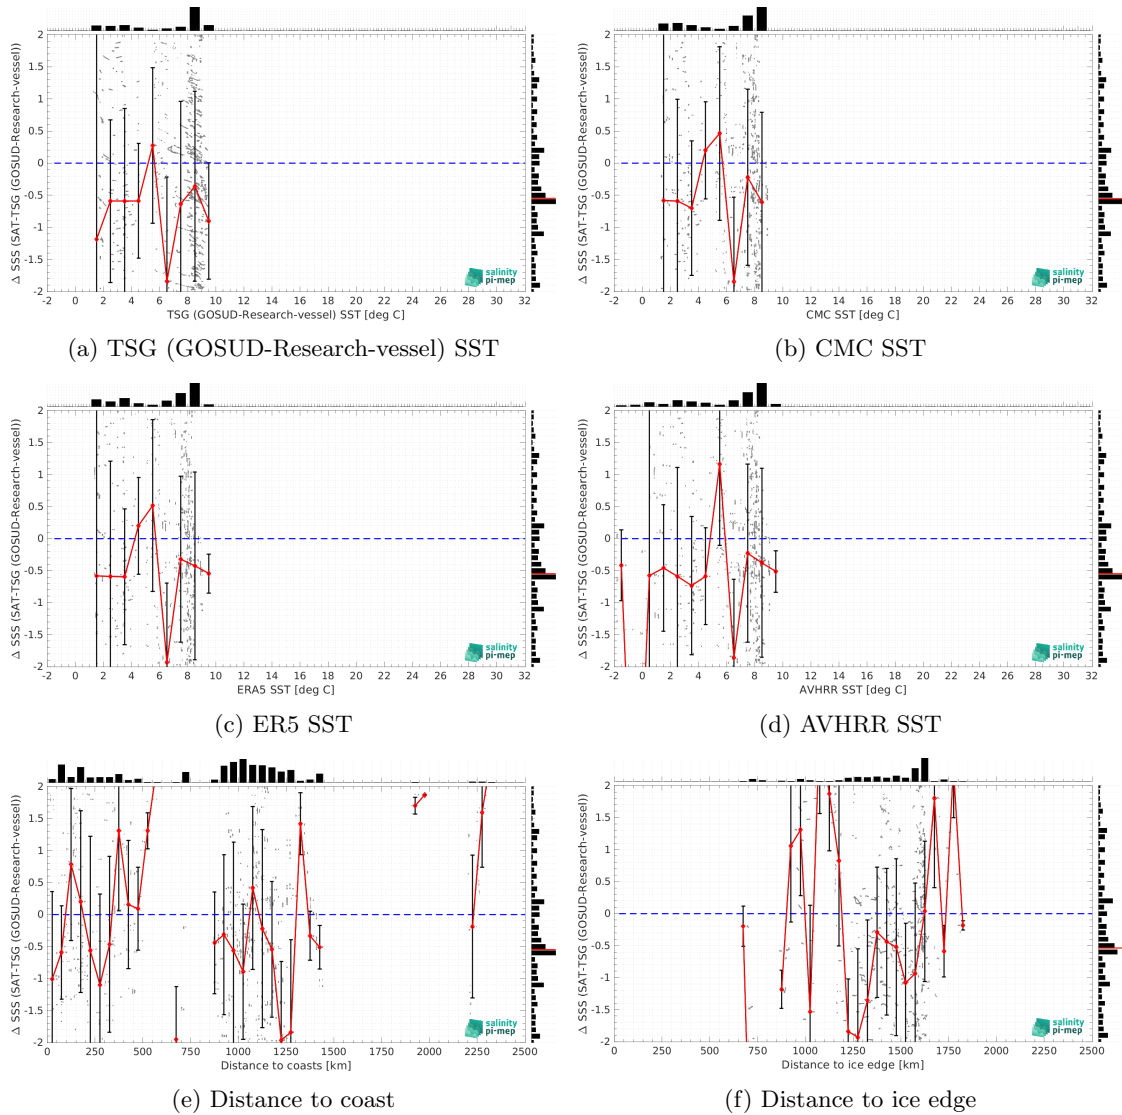 Δ SSS (SAT-TSG (GOSUD-Research-vessel))
2
1.5
1
0.5
0
-0.5
-1
-1.5
-2
-2 0 2 4 6 8 10 12 14 16 18 20 22 24 26 28 30 32
TSG (GOSUD-Research-vessel) SST [deg C]
salinity
pi-mep
(a) TSG (GOSUD-Research-vessel) SST
Δ SSS (SAT-TSG (GOSUD-Research-vessel))
2
1.5
1
0.5
0
-0.5
-1
-1.5
-2
-2 0 2 4 6 8 10 12 14 16 18 20 22 24 26 28 30 32
CMC SST [deg C]
salinity
pi-mep
(b) CMC SST
Δ SSS (SAT-TSG (GOSUD-Research-vessel))
2
1.5
1
0.5
0
-0.5
-1
-1.5
-2
-2 0 2 4 6 8 10 12 14 16 18 20 22 24 26 28 30 32
ERA5 SST [deg C]
salinity
pi-mep
(c) ER5 SST
Δ SSS (SAT-TSG (GOSUD-Research-vessel))
2
1.5
1
0.5
0
-0.5
-1
-1.5
-2
-2 0 2 4 6 8 10 12 14 16 18 20 22 24 26 28 30 32
AVHRR SST [deg C]
salinity
pi-mep
(d) AVHRR SST
Δ SSS (SAT-TSG (GOSUD-Research-vessel))
2
1.5
1
0.5
0
-0.5
-1
-1.5
-2
0 250 500 750 1000 1250 1500 1750 2000 2250 2500
Distance to coasts [km]
salinity
pi-mep
(e) Distance to coast
Δ SSS (SAT-TSG (GOSUD-Research-vessel))
2
1.5
1
0.5
0
-0.5
-1
-1.5
-2
0 250 500 750 1000 1250 1500 1750 2000 2250 2500
Distance to ice edge [km]
salinity
pi-mep
(f) Distance to ice edge